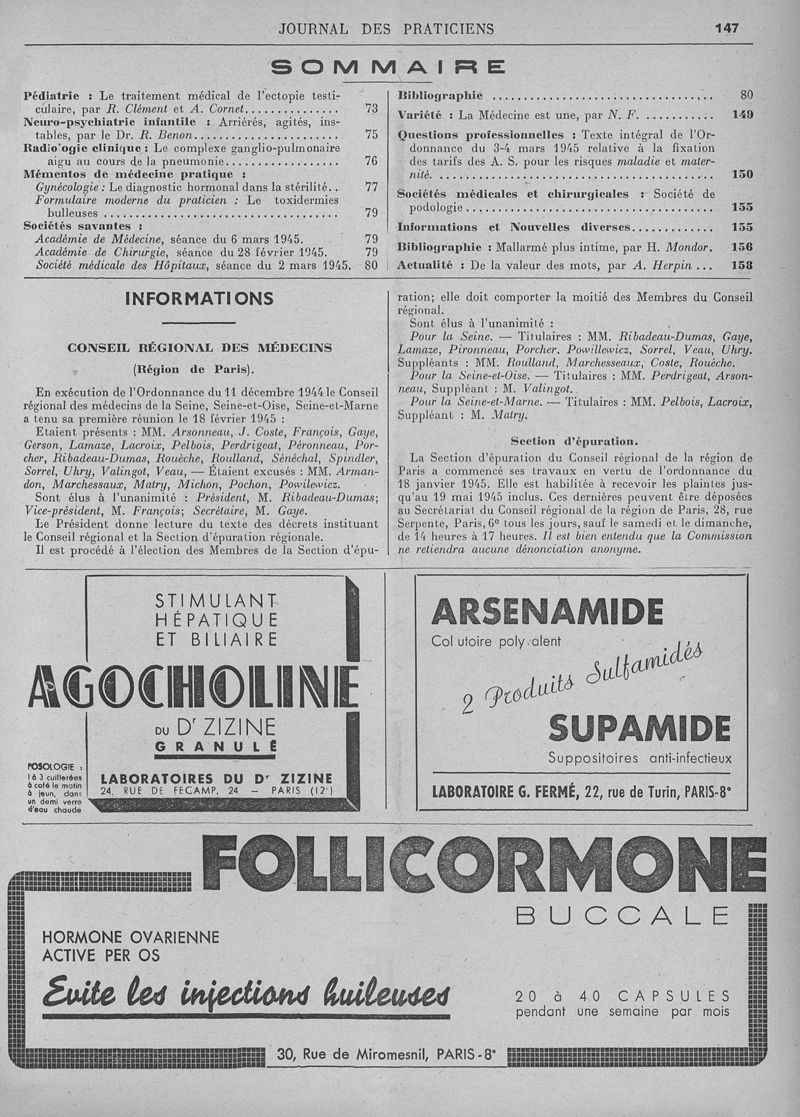 JOURNAL DES PRATICIENS
147
SOMMAIRE
Pédiatrie : Le traitement médical de l'ectopie testi-
culaire, par R. Clément et A. Cornet............... 73
Neuro-psychiatrie infantile : Arriérés, agités, ins-
tables, par le Dr. R. Benon....................... 75
Radio'ogie clinique : Le complexe ganglio-pulmonaire
aigu au cours de la pneumonie.................. 76
Mémentos de médecine pratique :
Gynécologie : Le diagnostic hormonal dans la stérilité.. 77
Formulaire moderne du praticien : Le toxidermies
bulleuses ..................................... 79
Sociétés savantes :
Académie de Médecine, séance du 6 mars 1945. 79
Académie de Chirurgie, séance du 28 février 1945. 79
Société médicale des Hôpitaux, séance du 2 mars 1945. 80
Bibliographie ................................... 80
Variété : La Médecine est une, par N. F. ........... 149
Questions professionnelles : Texte intégral de l'Or-
donnance du 3-4 mars 1945 relative à la fixation
des tarifs des A. S. pour les risques maladie et mater-
nité. ........................................... 150
Sociétés médicales et chirurgicales : Société de
podologie....................................... 155
Informations et Nouvelles diverses............. 155
Bibliographie : Mallarmé plus intime, par H. Mondor. 156
Actualité : De la valeur des mots, par A. Herpin ... 158
INFORMATIONS
CONSEIL RÉGIONAL DES MÉDECINS
(Région de Paris).
En exécution de l'Ordonnance du 11 décembre 1944 le Conseil
régional des médecins de la Seine, Seine-et-Oise, Seine-et-Marne
a tenu sa première réunion le 18 février 1945 :
Etaient présents : MM. Arsonneau, J. Coste, François, Gaye,
Gerson, Lamaze, Lacroix, Pelbois, Perdrigeat, Péronneau, Por-
cher, Ribadeau-Dumas, Rouèche, Roulland, Sénéchal, Spindler,
Sorrel, Uhry, Valingot, Veau, — Étaient excusés : MM. Arman-
don, Marchessaux, Matry, Michon, Pochon, Powilewicz.
Sont élus à l'unanimité : Président, M. Ribadeau-Dumas;
Vice-président, M. François; Secrétaire, M. Gaye.
Le Président donne lecture du texte des décrets instituant
le Conseil régional et la Section d'épuration régionale.
Il est procédé à l'élection des Membres de la Section d'épu-
ration; elle doit comporter la moitié des Membres du Conseil
régional.
Sont élus à l'unanimité :
Pour la Seine. — Titulaires : MM. Ribadeau-Dumas, Gaye,
Lamaze, Pironneau, Porcher, Powillewicz, Sorrel, Veau, Uhry.
Suppléants : MM. Roulland, Marchesseaux, Coste, Rouèche.
Pour la Seine-et-Oise. — Titulaires : MM. Perdrigeat, Arson-
neau, Suppléant : M. Valingot.
Pour la Seine-et-Marne. — Titulaires : MM. Pelbois, Lacroix,
Suppléant : M. Matry.
Section d'épuration.
La Section d'épuration du Conseil régional de la région de
Paris a commencé ses travaux en vertu de l'ordonnance du
18 janvier 1945. Elle est habilitée à recevoir les plaintes jus-
qu'au 19 mai 1945 inclus. Ces dernières peuvent être déposées
au Secrétariat du Conseil régional de la région de Paris, 28, rue
Serpente, Paris, 6e tous les jours, sauf le samedi et le dimanche,
de 14 heures à 17 heures. Il est bien entendu que la Commission
ne retiendra aucune dénonciation anonyme.
STIMULANT
HÉPATIQUE
ET BILIAIRE
AGOCHOLINE
DU Dr ZIZINE
GRANULÉ
POSOLOGIE :
1 à 3 cuillerées
à café le matin
à jeun, dans
un demi verre
d'eau chaude
LABORATOIRES DU Dr ZIZINE
24, RUE DE FÉCAMP, 24 — PARIS (12e)
ARSENAMIDE
Col utoire poly alent
2 Produits Sulfamidés
SUPAMIDE
Suppositoires anti-infectieux
LABORATOIRE G. FERMÉ, 22, rue de Turin, PARIS-8e
FOLLICORMONE
BUCCALE
HORMONE OVARIENNE
ACTIVE PER OS
Evite les injections huileuses
20 à 40 CAPSULES
pendant une semaine par mois
30, Rue de Miromesnil, PARIS-8e